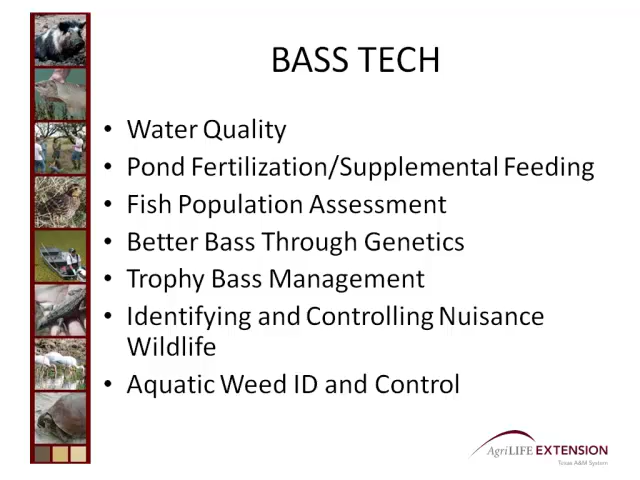 BASS TECH
• Water Quality
• Pond Fertilization/Supplemental Feeding
• Fish Population Assessment
• Better Bass Through Genetics
• Trophy Bass Management
• Identifying and Controlling Nuisance
Wildlife
• Aquatic Weed ID and Control
AgriLIFE EXTENSION
Texas A&M System